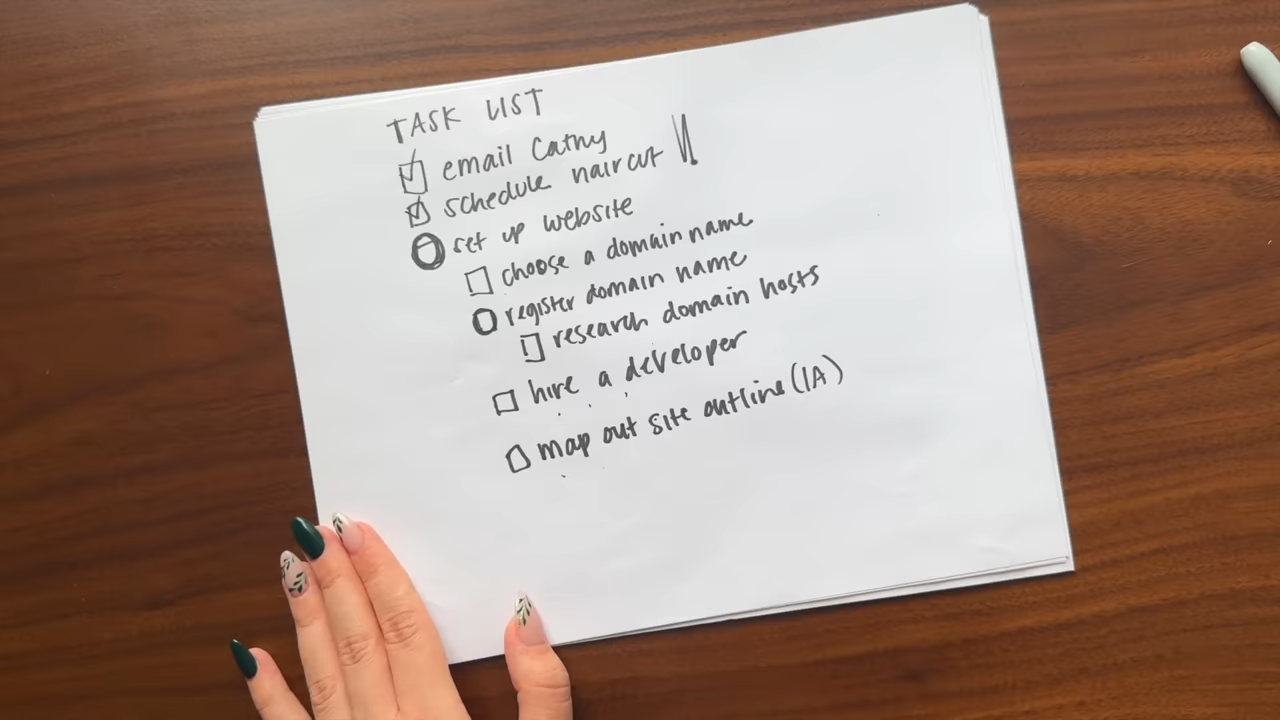 TASK LIST
email Cathy
schedule haircut
set up website
choose a domain name
register domain name
research domain hosts
hire a developer
map out site outline (IA)